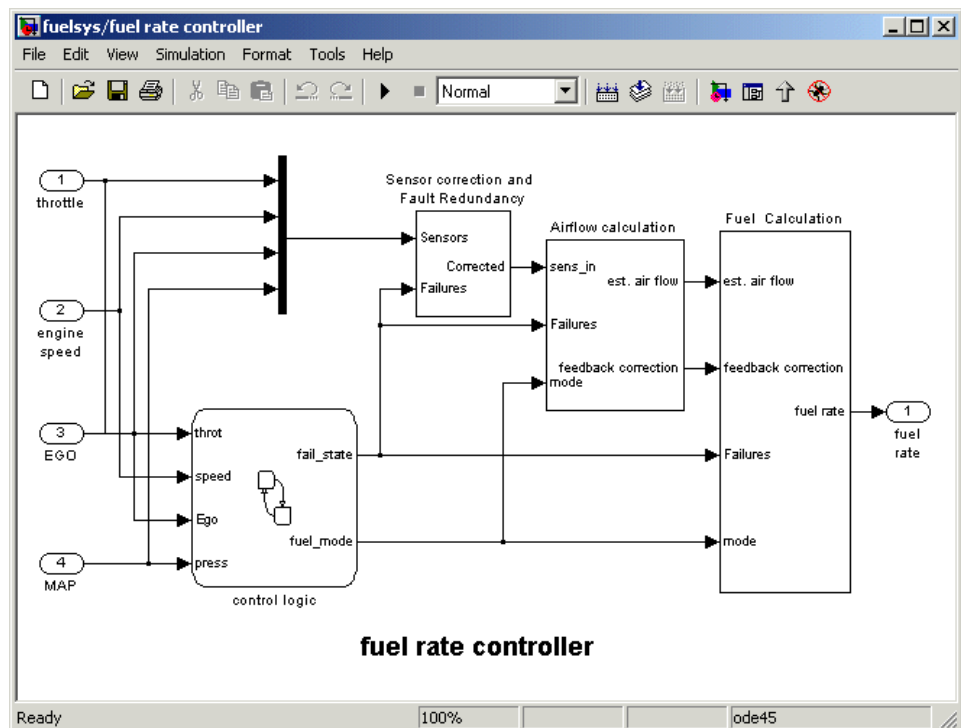 fuelsys/fuel rate controller
File Edit View Simulation Format Tools Help
Normal
1
throttle
2
engine
speed
3
EGO
4
MAP
Sensor correction and
Fault Redundancy
Sensors
Corrected
Failures
Airflow calculation
sens_in
est. air flow
Failures
feedback correction
mode
Fuel Calculation
est. air flow
feedback correction
fuel rate
Failures
mode
1
fuel
rate
throt
fail_state
speed
Ego
fuel_mode
press
control logic
fuel rate controller
Ready 100% ode45